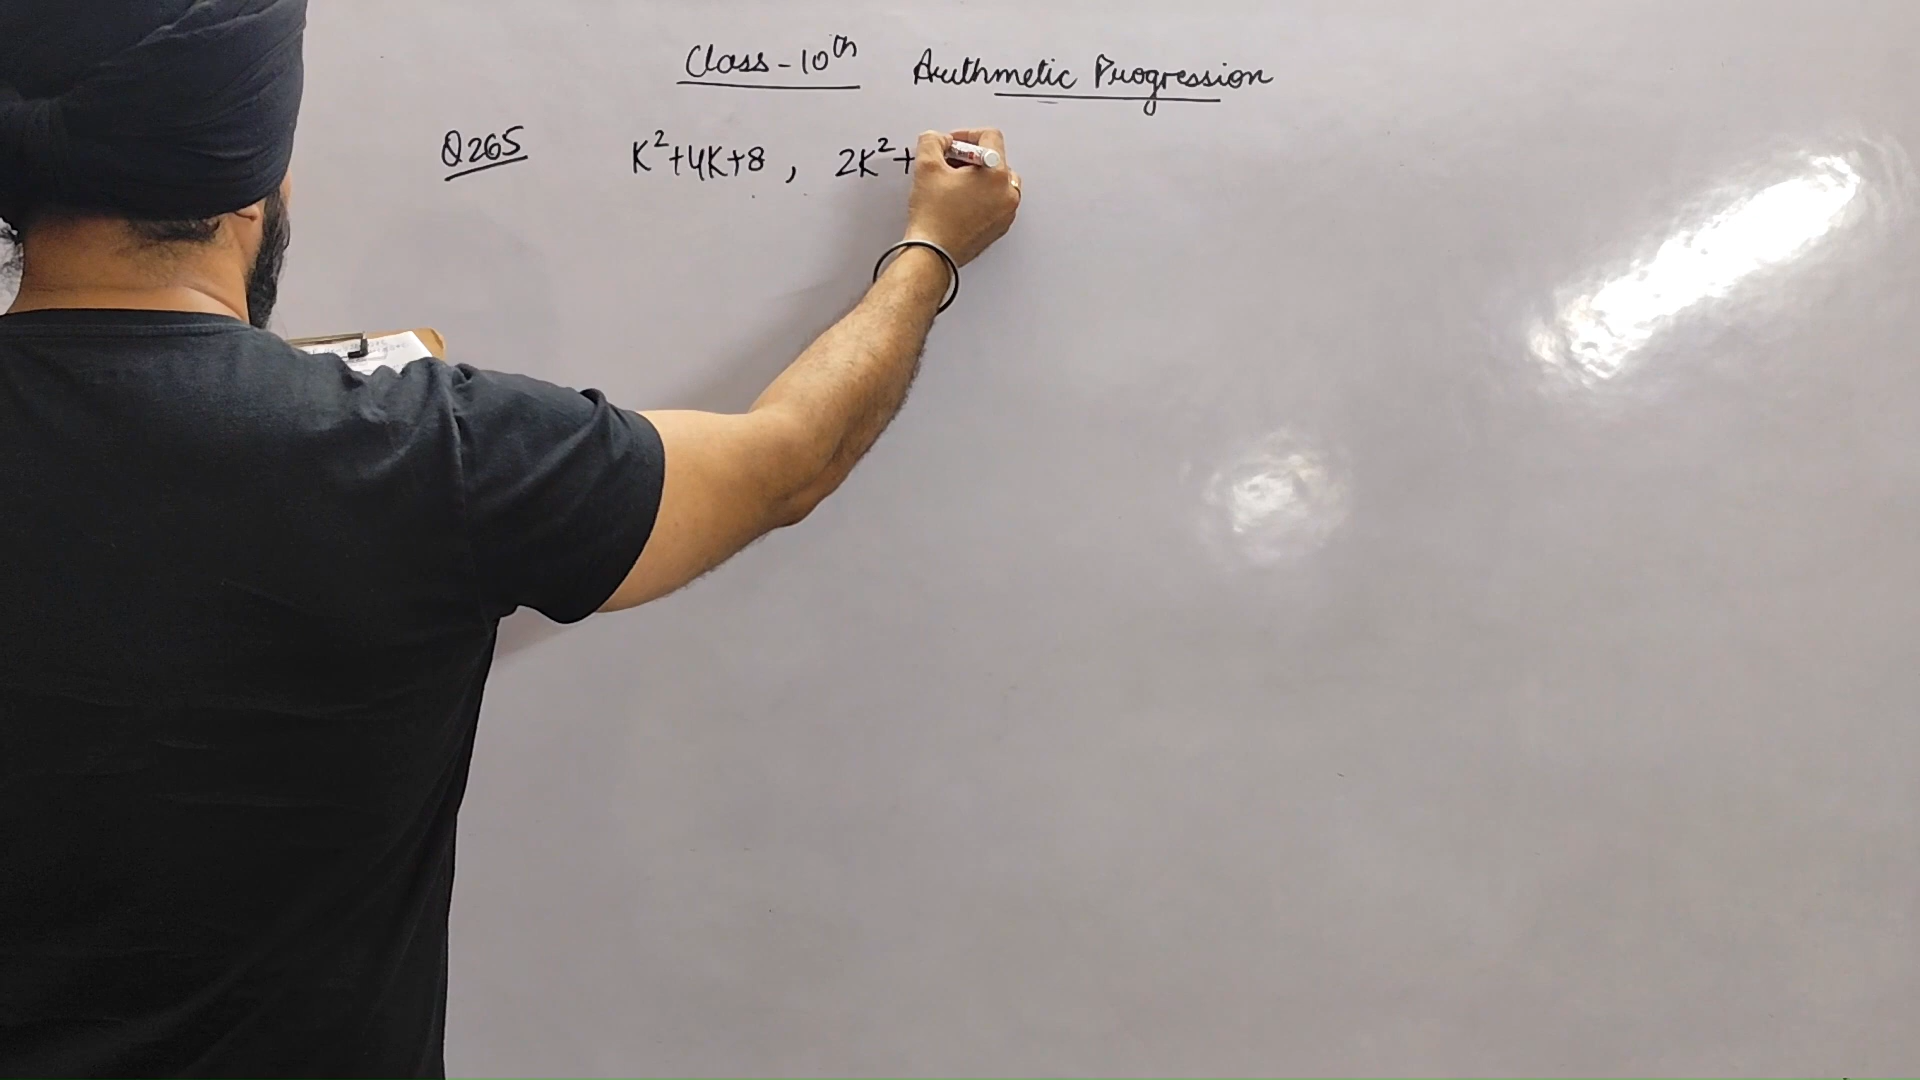 Class-10th Arithmetic Progression
Q265 K²+4K+8 , 2K²+